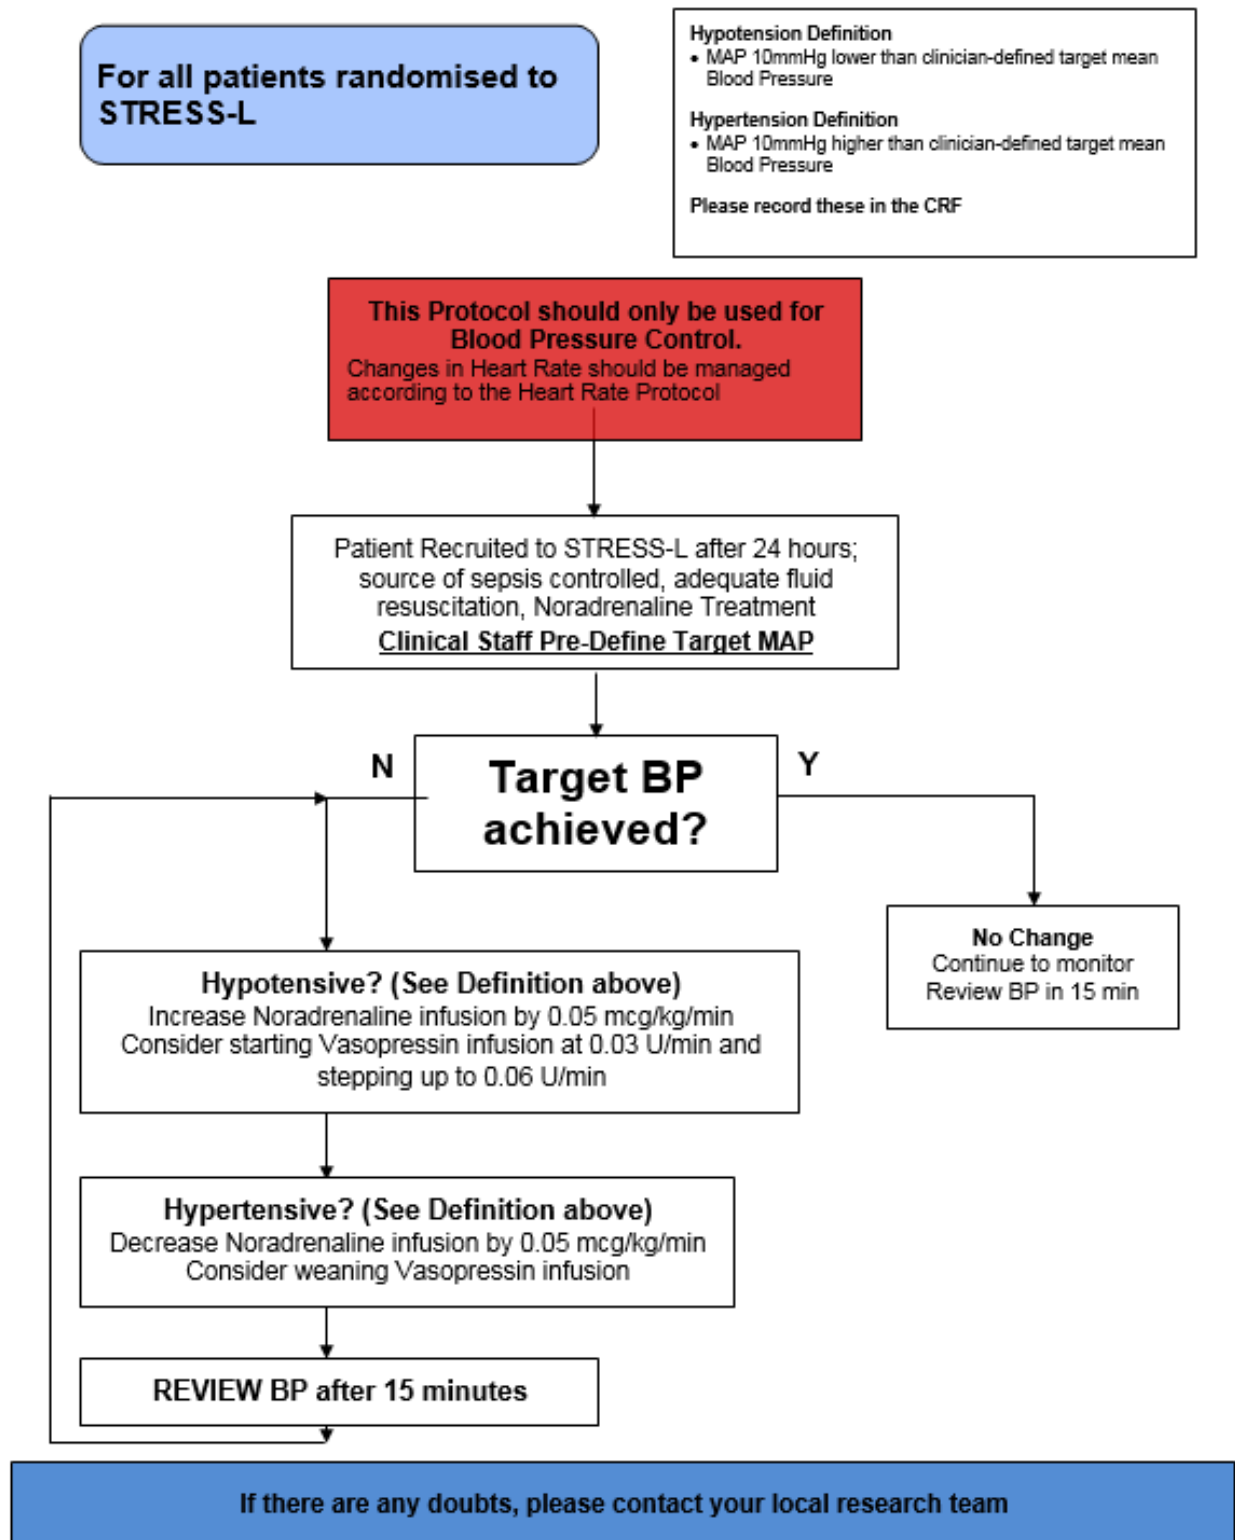 For all patients randomised to
STRESS-L
Hypotension Definition
• MAP 10mmHg lower than clinician-defined target mean
Blood Pressure
Hypertension Definition
• MAP 10mmHg higher than clinician-defined target mean
Blood Pressure
Please record these in the CRF
This Protocol should only be used for
Blood Pressure Control.
Changes in Heart Rate should be managed
according to the Heart Rate Protocol
Patient Recruited to STRESS-L after 24 hours;
source of sepsis controlled, adequate fluid
resuscitation, Noradrenaline Treatment
Clinical Staff Pre-Define Target MAP
N
Target BP
achieved?
Y
No Change
Continue to monitor
Review BP in 15 min
Hypotensive? (See Definition above)
Increase Noradrenaline infusion by 0.05 mcg/kg/min
Consider starting Vasopressin infusion at 0.03 U/min and
stepping up to 0.06 U/min
Hypertensive? (See Definition above)
Decrease Noradrenaline infusion by 0.05 mcg/kg/min
Consider weaning Vasopressin infusion
REVIEW BP after 15 minutes
If there are any doubts, please contact your local research team